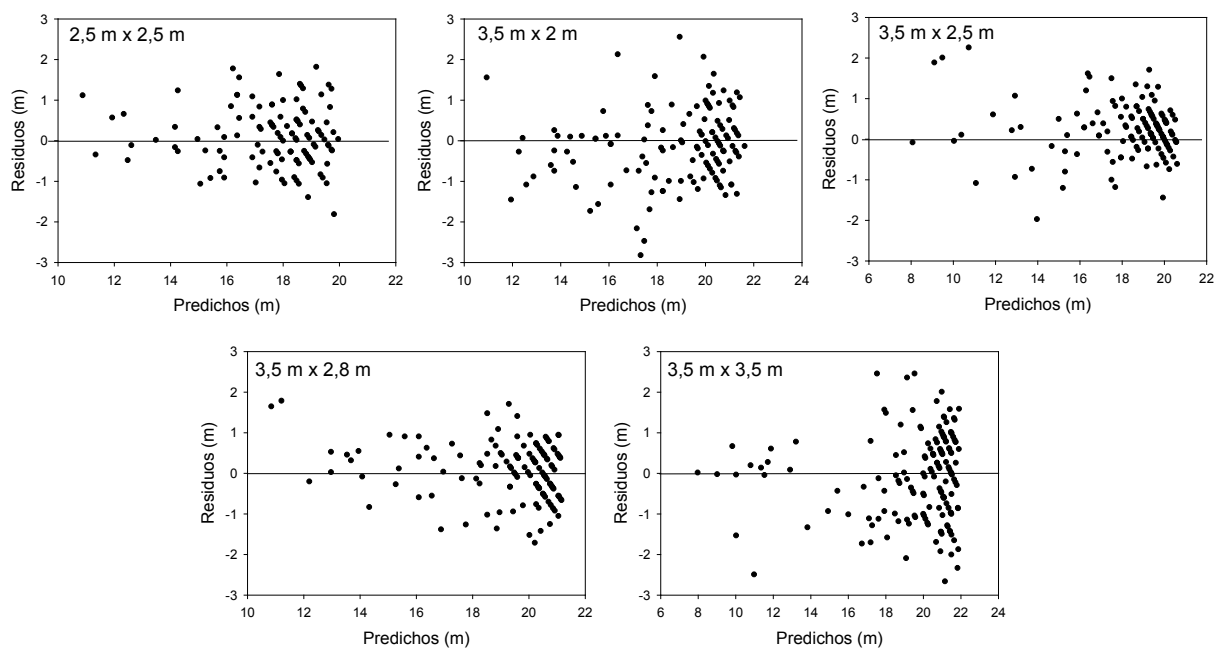 2,5 m x 2,5 m
Residuos (m)
3
2
1
0
-1
-2
-3
10 12 14 16 18 20 22
Predichos (m)
3,5 m x 2 m
Residuos (m)
3
2
1
0
-1
-2
-3
10 12 14 16 18 20 22 24
Predichos (m)
3,5 m x 2,5 m
Residuos (m)
3
2
1
0
-1
-2
-3
6 8 10 12 14 16 18 20 22
Predichos (m)
3,5 m x 2,8 m
Residuos (m)
3
2
1
0
-1
-2
-3
10 12 14 16 18 20 22
Predichos (m)
3,5 m x 3,5 m
Residuos (m)
3
2
1
0
-1
-2
-3
6 8 10 12 14 16 18 20 22 24
Predichos (m)